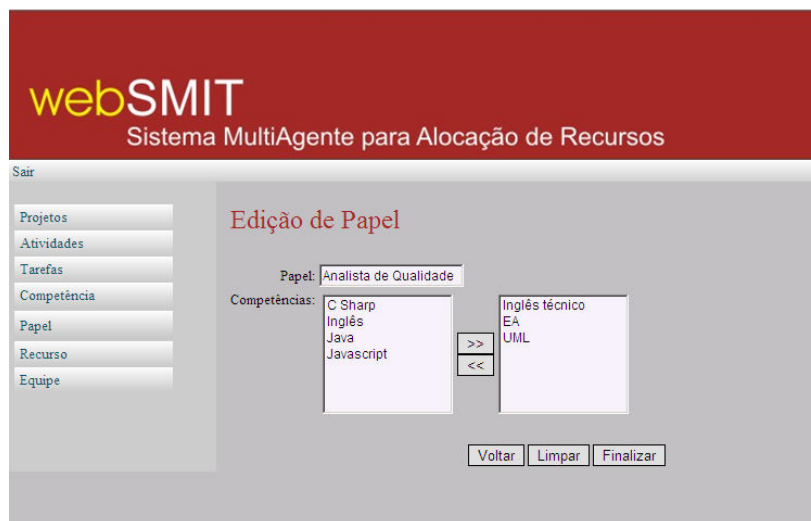 webSMIT
Sistema MultiAgente para Alocação de Recursos
Sair
Projetos
Atividades
Tarefas
Competência
Papel
Recurso
Equipe
Edição de Papel
Papel: Analista de Qualidade
Competências:
C Sharp
Inglês
Java
Javascript
>>
<<
Inglês técnico
EA
UML
Voltar Limpar Finalizar